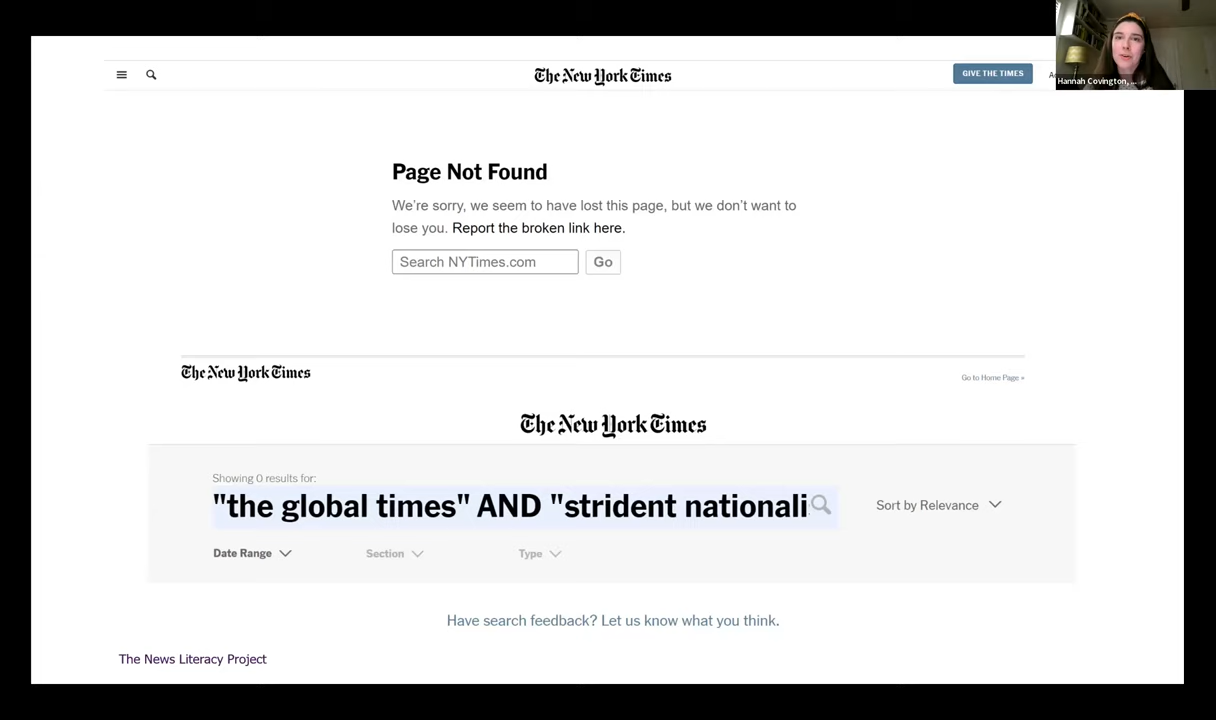 The New York Times
GIVE THE TIMES
Hannah Covington, ...
Page Not Found
We're sorry, we seem to have lost this page, but we don't want to
lose you. Report the broken link here.
Search NYTimes.com
Go
The New York Times
Go to Home Page »
The New York Times
Showing 0 results for:
"the global times" AND "strident nationali
Sort by Relevance
Date Range
Section
Type
Have search feedback? Let us know what you think.
The News Literacy Project